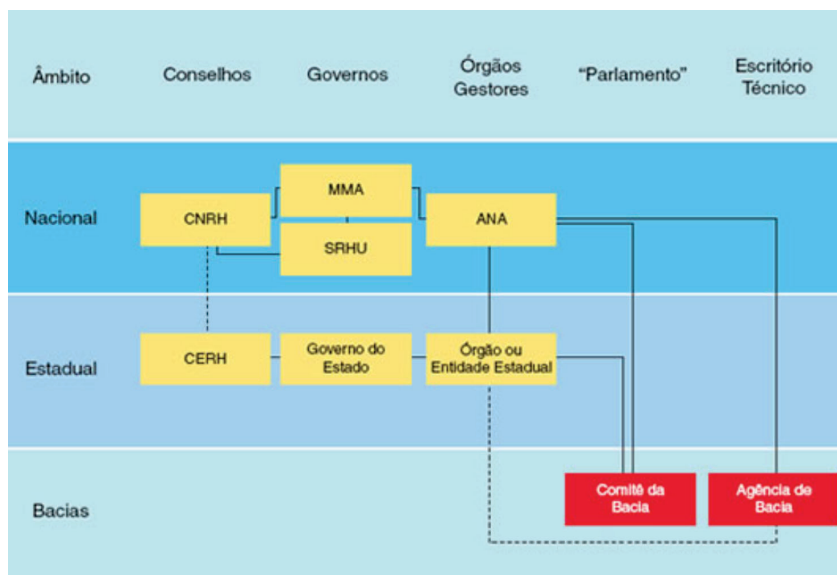 Âmbito
Conselhos
Governos
Órgãos
Gestores
“Parlamento”
Escritório
Técnico
Nacional
CNRH
MMA
SRHU
ANA
Estadual
CERH
Governo do
Estado
Órgão ou
Entidade Estadual
Bacias
Comitê da
Bacia
Agência de
Bacia